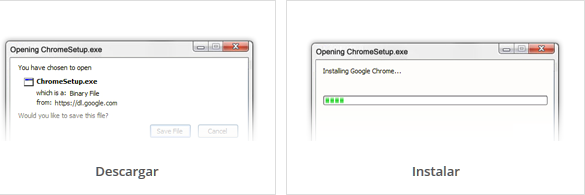 Opening ChromeSetup.exe
You have chosen to open
ChromeSetup.exe
which is a: Binary File
from: https://dl.google.com
Would you like to save this file?
Save File Cancel
Descargar
Opening ChromeSetup.exe
Installing Google Chrome...
Instalar